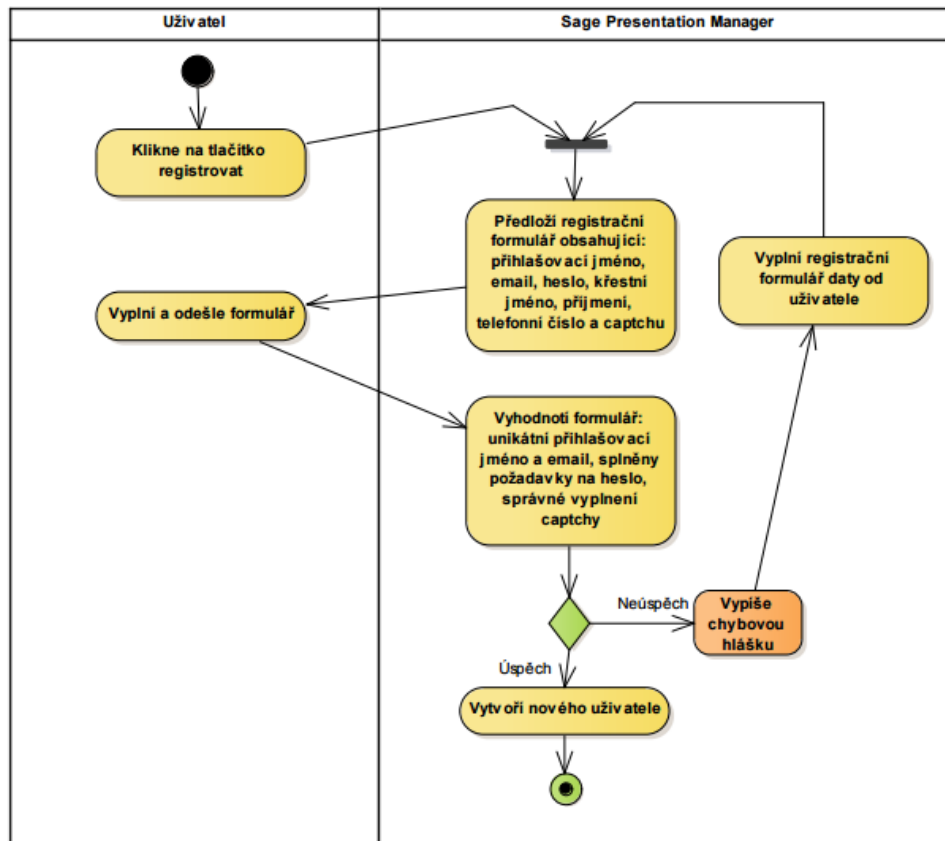 Uživatel
Sage Presentation Manager
Klikne na tlačítko
registrovat
Předloží registrační
formulář obsahující:
přihlašovací jméno,
email, heslo, křestní
jméno, příjmení,
telefonní číslo a captchu
Vyplní registrační
formulář daty od
uživatele
Vyplní a odešle formulář
Vyhodnotí formulář:
unikátní přihlašovací
jméno a email, splněny
požadavky na heslo,
správné vyplnení
captchy
Neúspěch
Vypíše
chybovou
hlášku
Úspěch
Vytvoří nového uživatele